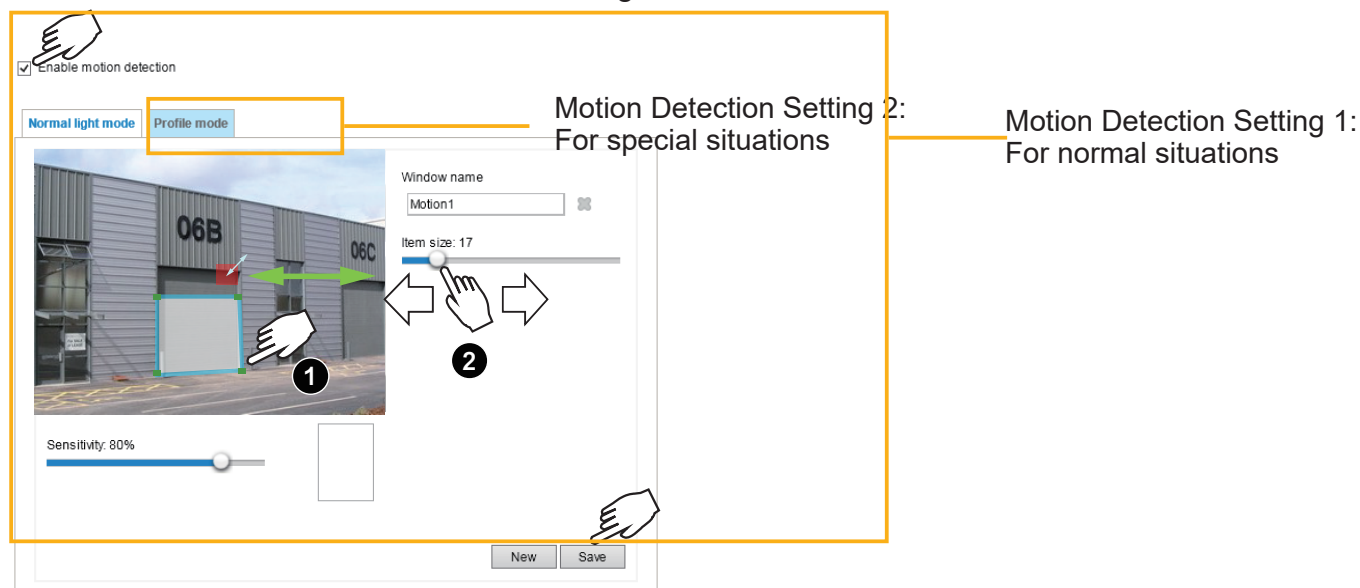 Enable motion detection
Normal light mode
Profile mode
Motion Detection Setting 2:
For special situations
Motion Detection Setting 1:
For normal situations
Window name
Motion1
Item size: 17
06B
06C
1
2
Sensitivity: 80%
New
Save